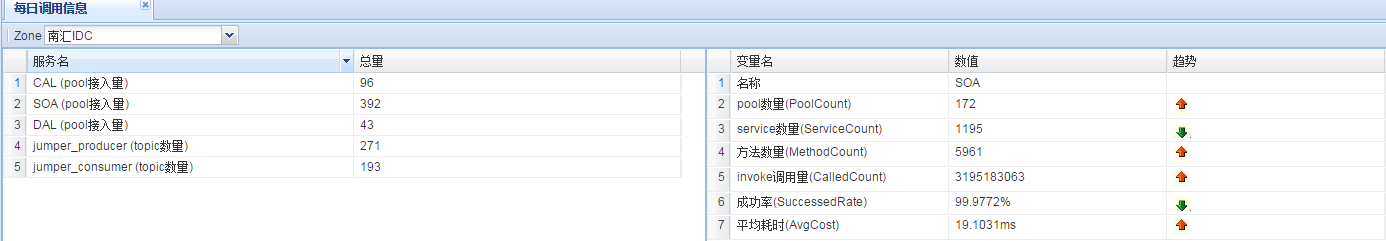 每日调用信息
Zone 南汇IDC
服务名 总量
1 CAL (pool接入量) 96
2 SOA (pool接入量) 392
3 DAL (pool接入量) 43
4 jumper_producer (topic数量) 271
5 jumper_consumer (topic数量) 193
变量名 数值 趋势
1 名称 SOA
2 pool数量(PoolCount) 172
3 service数量(ServiceCount) 1195
4 方法数量(MethodCount) 5961
5 invoke调用量(CalledCount) 3195183063
6 成功率(SuccessedRate) 99.9772%
7 平均耗时(AvgCost) 19.1031ms